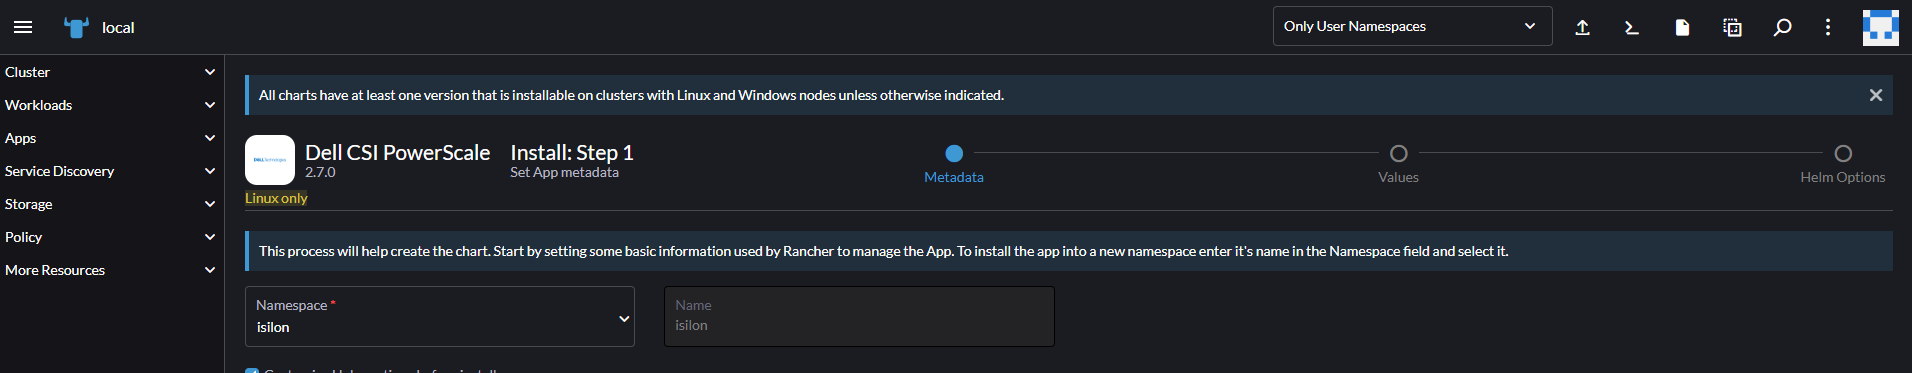 local
Only User Namespaces
Cluster
Workloads
Apps
Service Discovery
Storage
Policy
More Resources
All charts have at least one version that is installable on clusters with Linux and Windows nodes unless otherwise indicated.
DELL Technologies
Dell CSI PowerScale
2.7.0
Linux only
Install: Step 1
Set App metadata
Metadata
Values
Helm Options
This process will help create the chart. Start by setting some basic information used by Rancher to manage the App. To install the app into a new namespace enter it's name in the Namespace field and select it.
Namespace *
isilon
Name
isilon